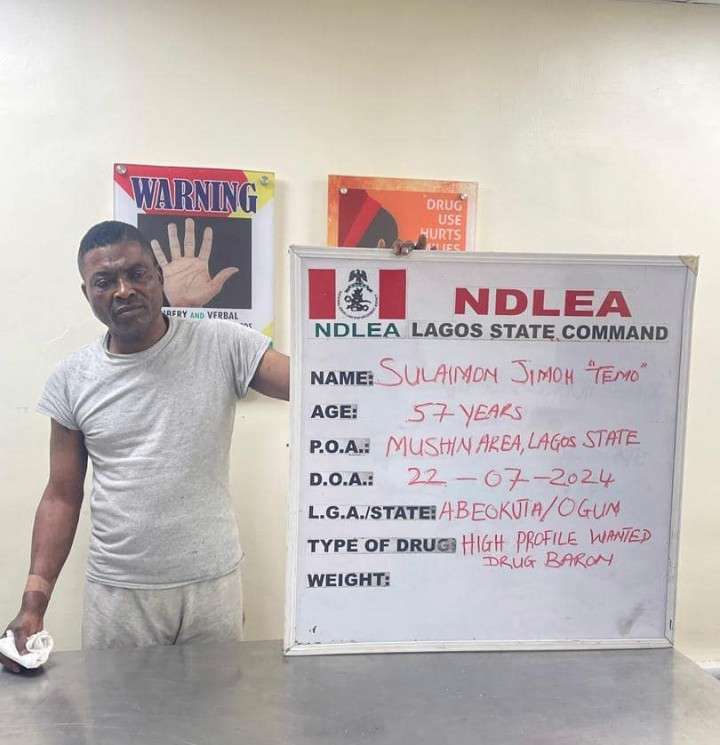 WARNING
BERY AND VERBAL
DRUG
USE
HURTS
NDLEA
NDLEA LAGOS STATE COMMAND
NAME: SULAIMON JIMOH "TEMO"
AGE: 57 YEARS
P.O.A.: MUSHIN AREA, LAGOS STATE
D.O.A.: 22-07-2024
L.G.A./STATE: ABEOKUTA/OGUN
TYPE OF DRUG: HIGH PROFILE WANTED
DRUG BARON
WEIGHT: